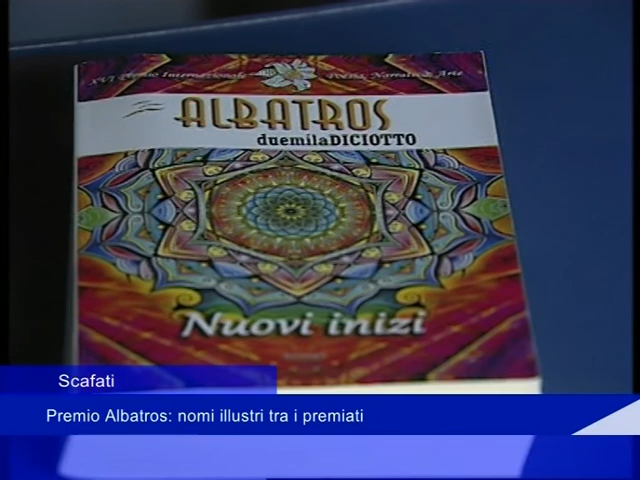 XVI Premio Internazionale Poesia, Narrativa & Arte
ALBATROS
duemilaDICIOTTO
Nuovi inizi
Scafati
Premio Albatros: nomi illustri tra i premiati